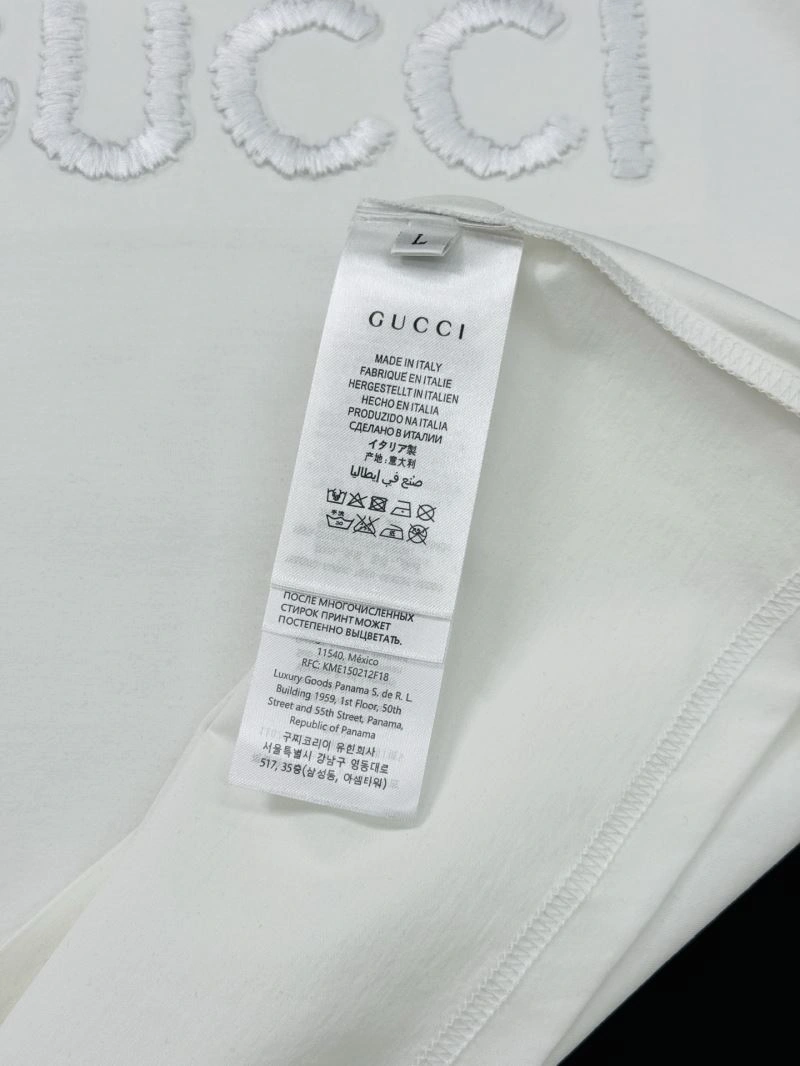 GUCCI
L
GUCCI
MADE IN ITALY
FABRIQUÉ EN ITALIE
HERGESTELLT IN ITALIEN
HECHO EN ITALIA
PRODUZIDO NA ITALIA
СДЕЛАНО В ИТАЛИИ
イタリア製
产地:意大利
صنع في إيطاليا
ПОСЛЕ МНОГОЧИСЛЕННЫХ
СТИРОК ПРИНТ МОЖЕТ
ПОСТЕПЕННО ВЫЦВЕТАТЬ.
11540, México
RFC: KME150212F18
Luxury Goods Panama S. de R. L.
Building 1959, 1st Floor, 50th
Street and 55th Street, Panama,
Republic of Panama
구찌코리아 유한회사
서울특별시 강남구 영동대로
517, 35층(삼성동, 아셈타워)